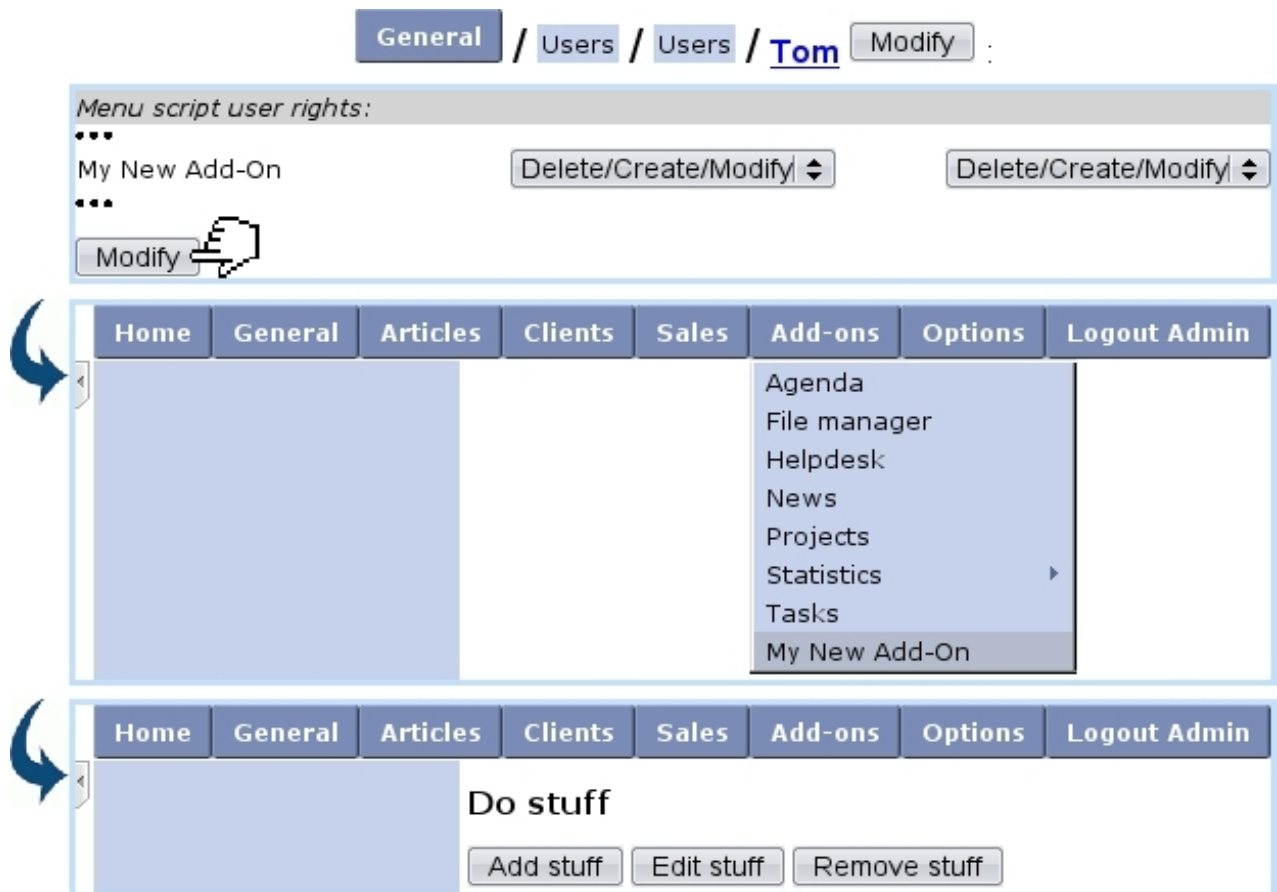 General / Users / Users / Tom Modify :
Menu script user rights:
•••
My New Add-On Delete/Create/Modify Delete/Create/Modify
•••
Modify
Home General Articles Clients Sales Add-ons Options Logout Admin
Agenda
File manager
Helpdesk
News
Projects
Statistics
Tasks
My New Add-On
Home General Articles Clients Sales Add-ons Options Logout Admin
Do stuff
Add stuff Edit stuff Remove stuff